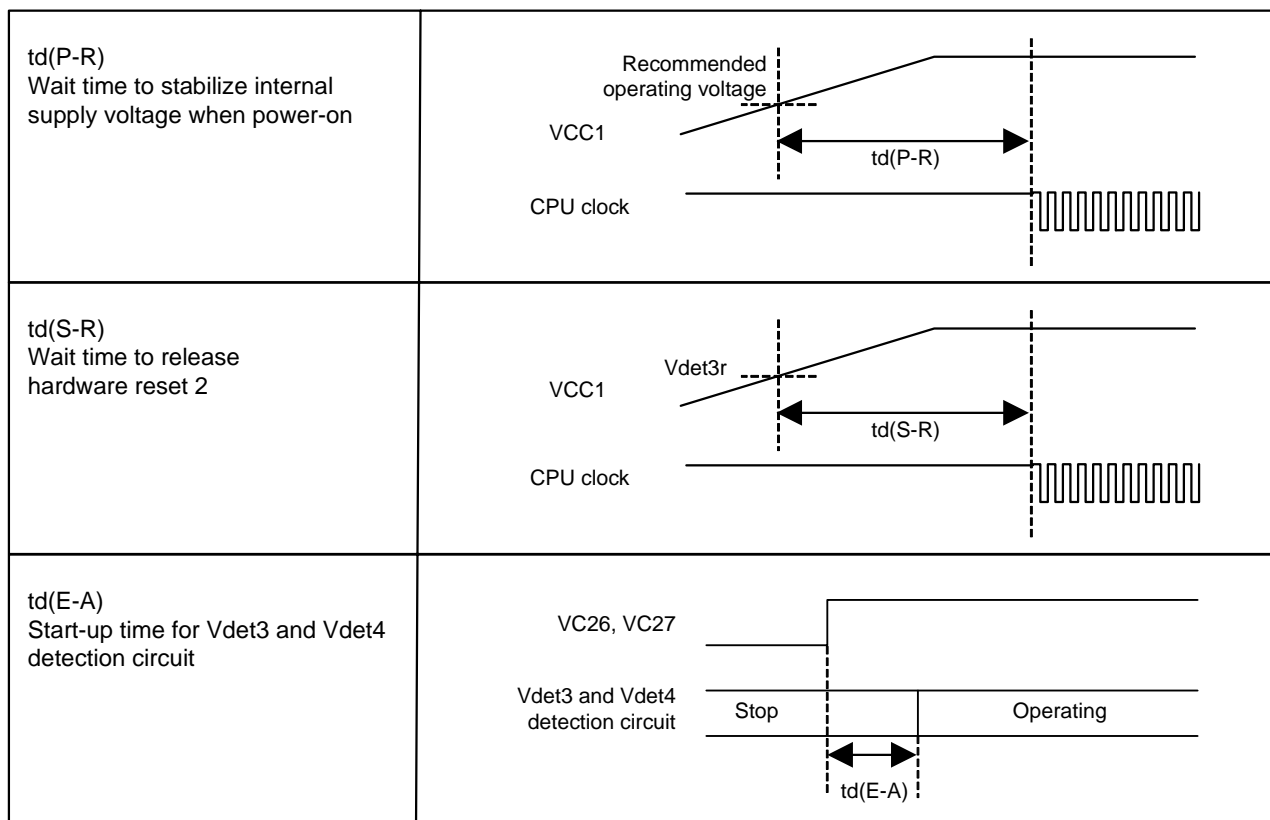 td(P-R)
Wait time to stabilize internal
supply voltage when power-on
Recommended
operating voltage
VCC1
td(P-R)
CPU clock
td(S-R)
Wait time to release
hardware reset 2
Vdet3r
VCC1
td(S-R)
CPU clock
td(E-A)
Start-up time for Vdet3 and Vdet4
detection circuit
VC26, VC27
Vdet3 and Vdet4
detection circuit
Stop
Operating
td(E-A)